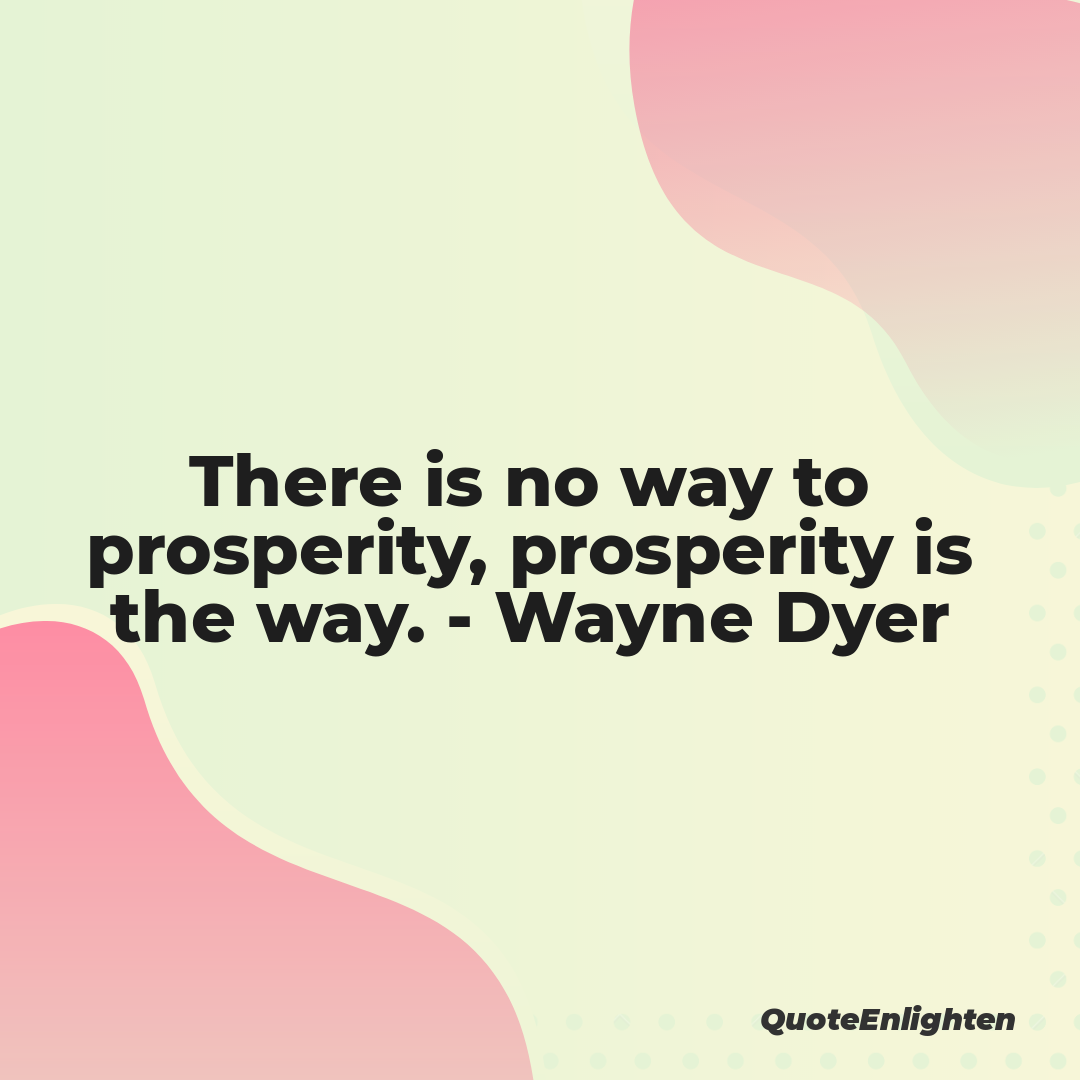 There is no way to
prosperity, prosperity is
the way. - Wayne Dyer
QuoteEnlighten